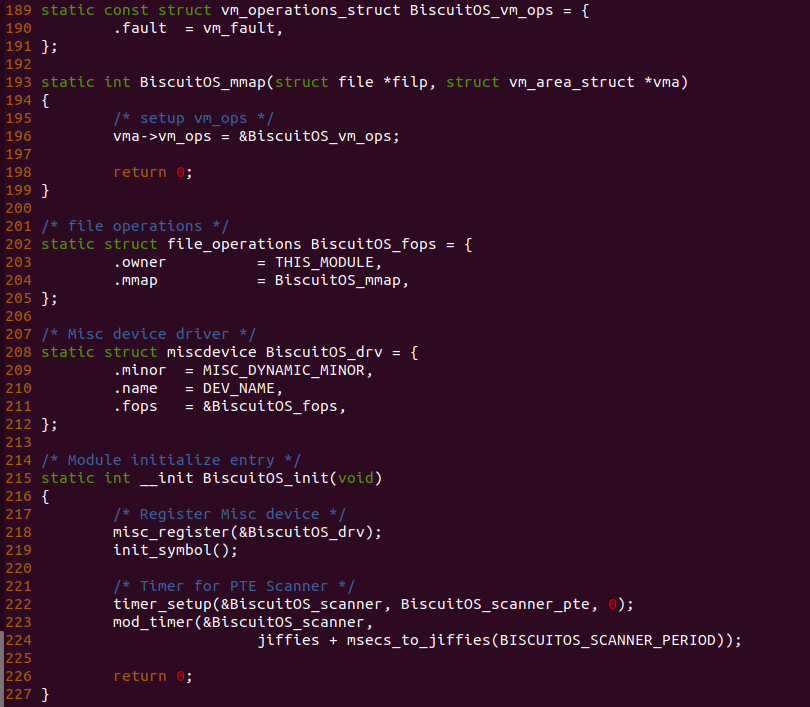 189 static const struct vm_operations_struct BiscuitOS_vm_ops = {
190         .fault  = vm_fault,
191 };
192
193 static int BiscuitOS_mmap(struct file *filp, struct vm_area_struct *vma)
194 {
195         /* setup vm_ops */
196         vma->vm_ops = &BiscuitOS_vm_ops;
197
198         return 0;
199 }
200
201 /* file operations */
202 static struct file_operations BiscuitOS_fops = {
203         .owner          = THIS_MODULE,
204         .mmap           = BiscuitOS_mmap,
205 };
206
207 /* Misc device driver */
208 static struct miscdevice BiscuitOS_drv = {
209         .minor  = MISC_DYNAMIC_MINOR,
210         .name   = DEV_NAME,
211         .fops   = &BiscuitOS_fops,
212 };
213
214 /* Module initialize entry */
215 static int __init BiscuitOS_init(void)
216 {
217         /* Register Misc device */
218         misc_register(&BiscuitOS_drv);
219         init_symbol();
220
221         /* Timer for PTE Scanner */
222         timer_setup(&BiscuitOS_scanner, BiscuitOS_scanner_pte, 0);
223         mod_timer(&BiscuitOS_scanner,
224                         jiffies + msecs_to_jiffies(BISCUITOS_SCANNER_PERIOD));
225
226         return 0;
227 }